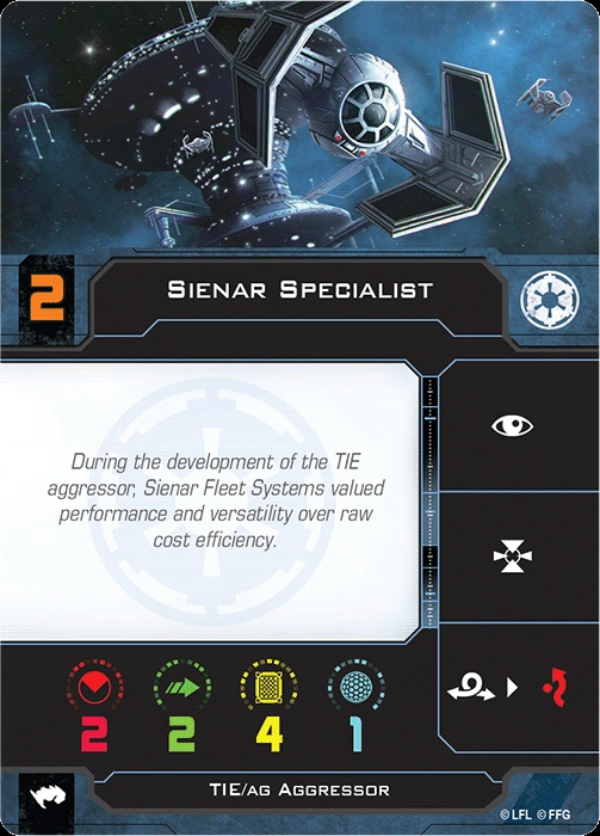 2
SIENAR SPECIALIST
During the development of the TIE
aggressor, Sienar Fleet Systems valued
performance and versatility over raw
cost efficiency.
2 2 4 1
TIE/AG AGGRESSOR
© LFL © FFG